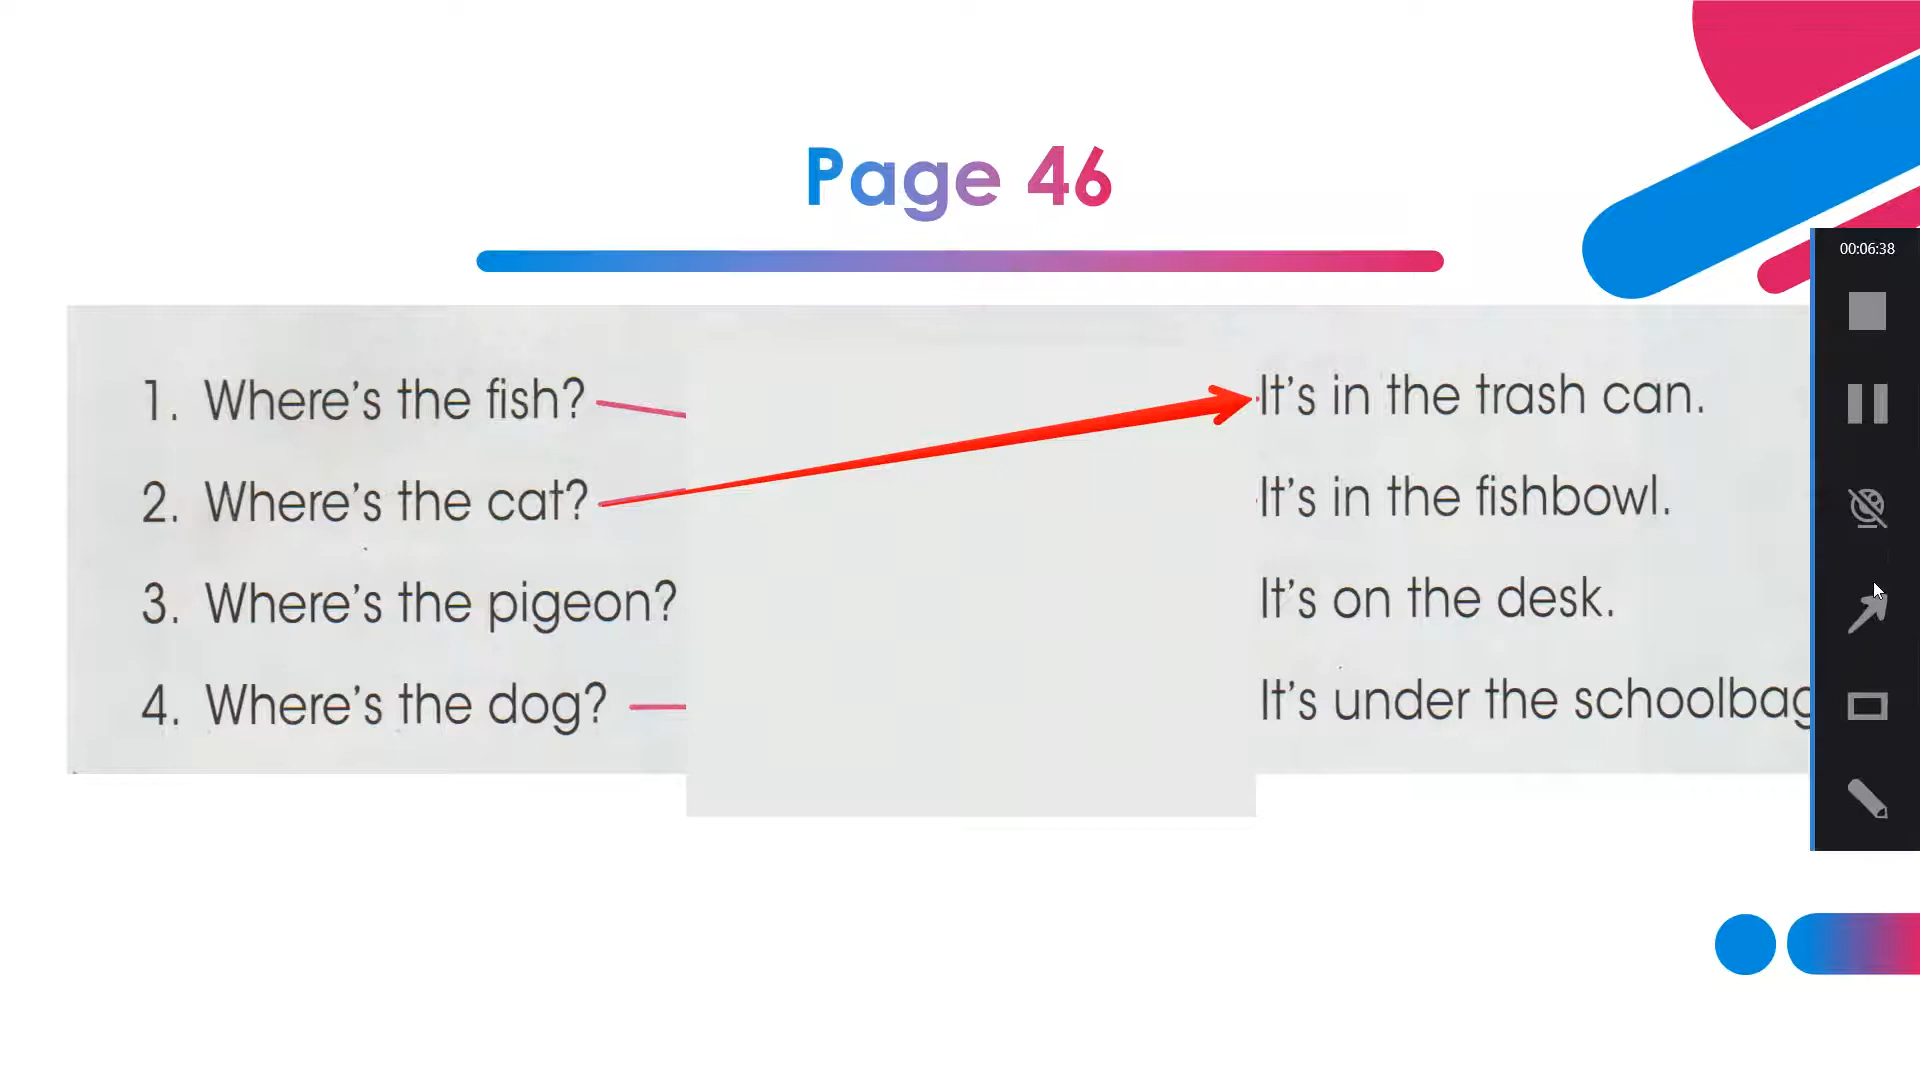 Page 46
00:06:38
1. Where's the fish?
It's in the trash can.
2. Where's the cat?
It's in the fishbowl.
3. Where's the pigeon?
It's on the desk.
4. Where's the dog?
It's under the schoolbag